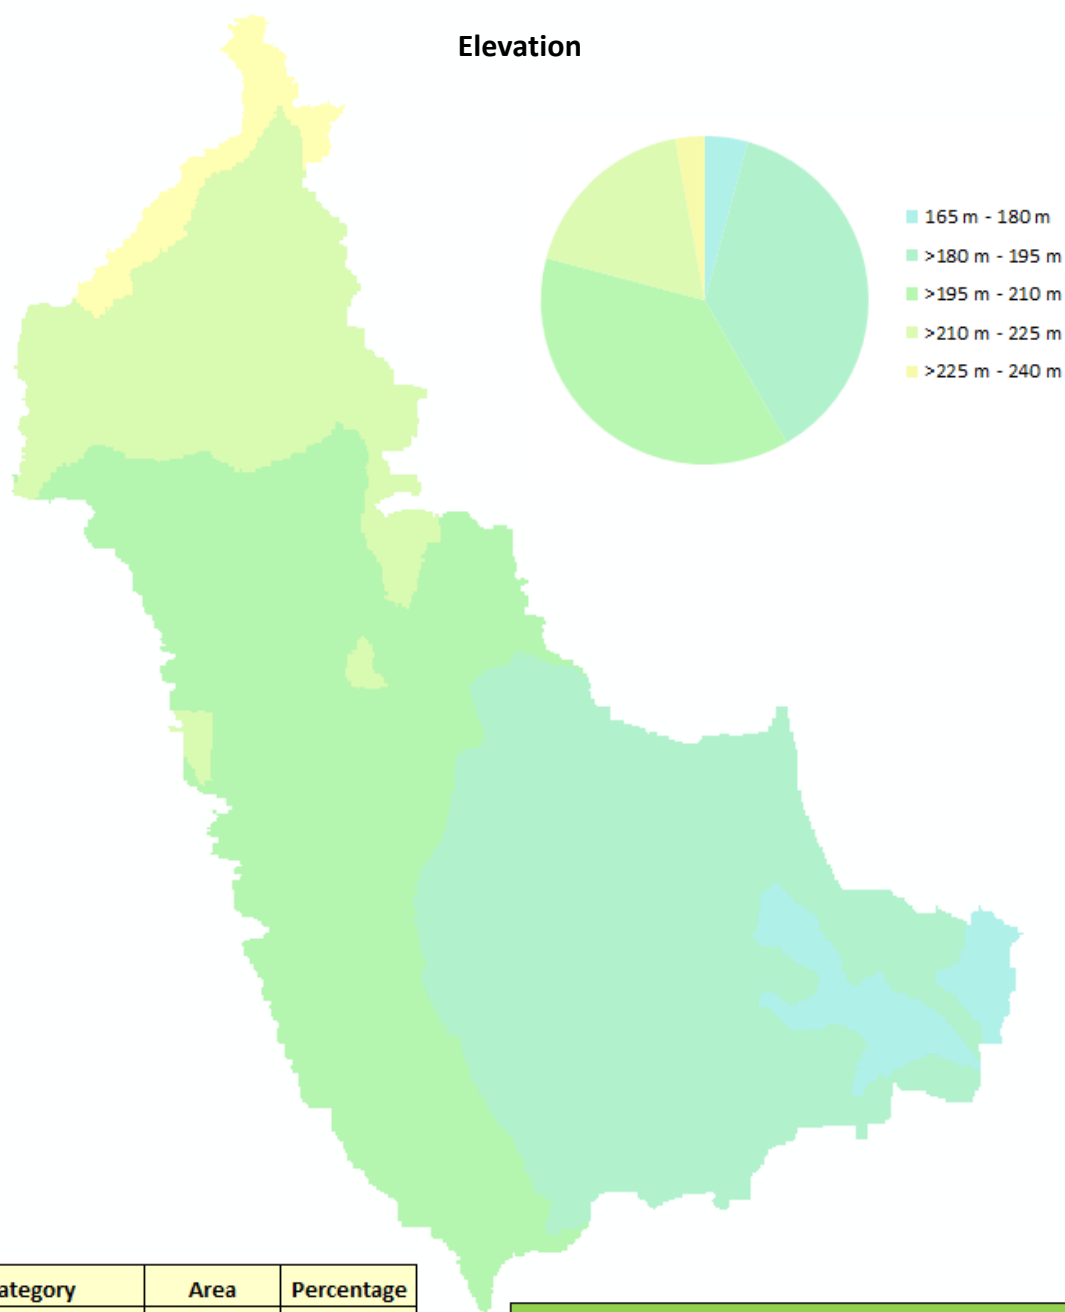 Elevation
165 m - 180 m
>180 m - 195 m
>195 m - 210 m
>210 m - 225 m
>225 m - 240 m
ategory Area Percentage